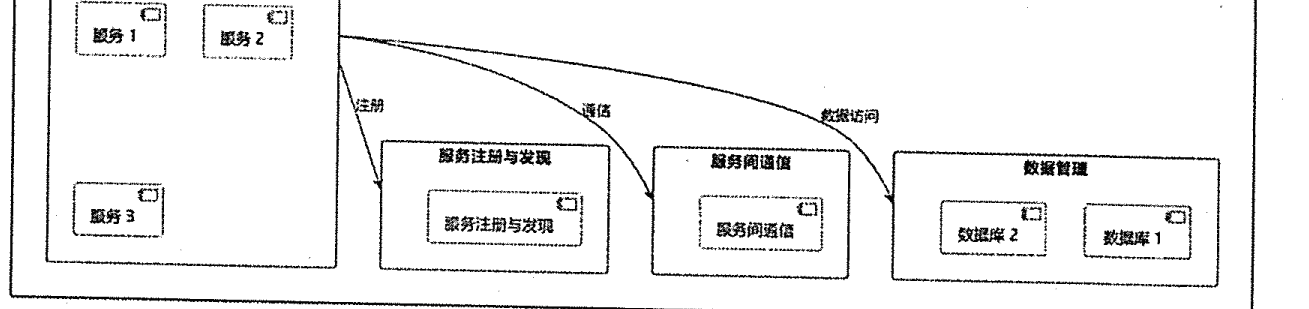 服务 1
服务 2
服务 3
注册
通信
数据访问
服务注册与发现
服务注册与发现
服务间通信
服务间通信
数据管理
数据库 2
数据库 1